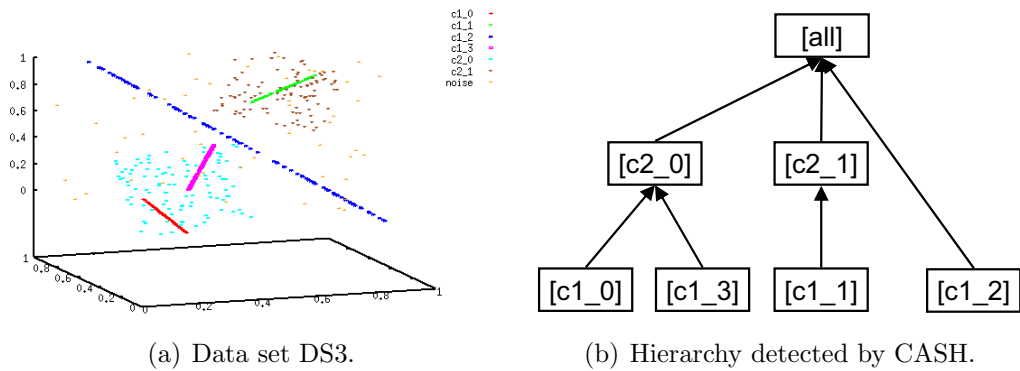 c1_0
c1_1
c1_2
c1_3
c2_0
c2_1
noise
1
0.8
0.6
0.4
0.2
0
1
0.8
0.6
0.4
0.2
0
0
0.2
0.4
0.6
0.8
1
[all]
[c2_0]
[c2_1]
[c1_0]
[c1_3]
[c1_1]
[c1_2]
(a) Data set DS3.
(b) Hierarchy detected by CASH.